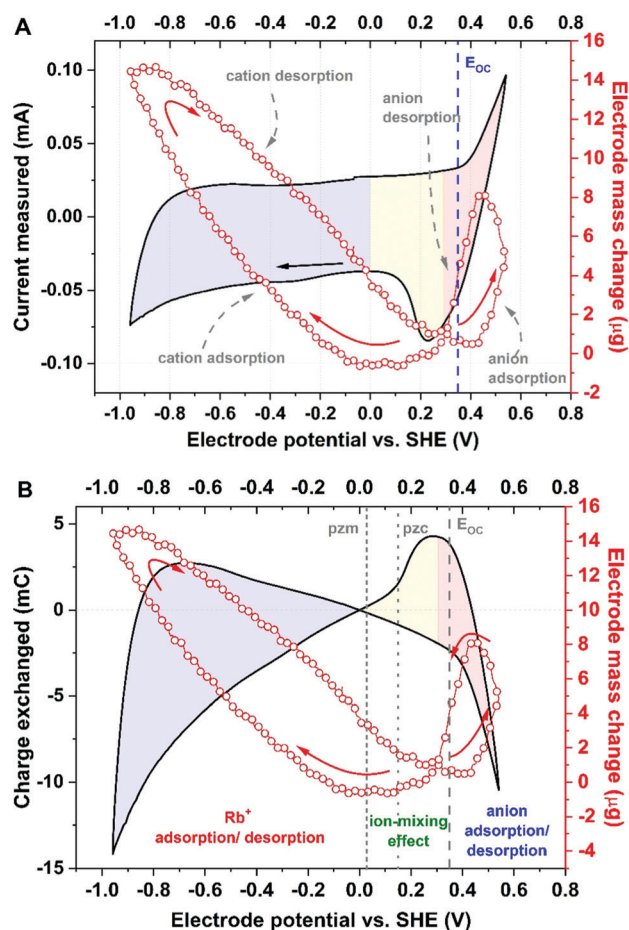 A
-1.0 -0.8 -0.6 -0.4 -0.2 0.0 0.2 0.4 0.6 0.8
0.10
0.05
0.00
-0.05
-0.10
Current measured (mA)
cation desorption
anion
desorption
E_OC
cation adsorption
anion
adsorption
16
14
12
10
8
6
4
2
0
-2
Electrode mass change (µg)
-1.0 -0.8 -0.6 -0.4 -0.2 0.0 0.2 0.4 0.6 0.8
Electrode potential vs. SHE (V)
B
-1.0 -0.8 -0.6 -0.4 -0.2 0.0 0.2 0.4 0.6 0.8
5
0
-5
-10
-15
Charge exchanged (mC)
pzm
pzc
E_OC
Rb⁺
adsorption/ desorption
ion-mixing
effect
anion
adsorption/
desorption
16
14
12
10
8
6
4
2
0
-2
-4
Electrode mass change (µg)
-1.0 -0.8 -0.6 -0.4 -0.2 0.0 0.2 0.4 0.6 0.8
Electrode potential vs. SHE (V)